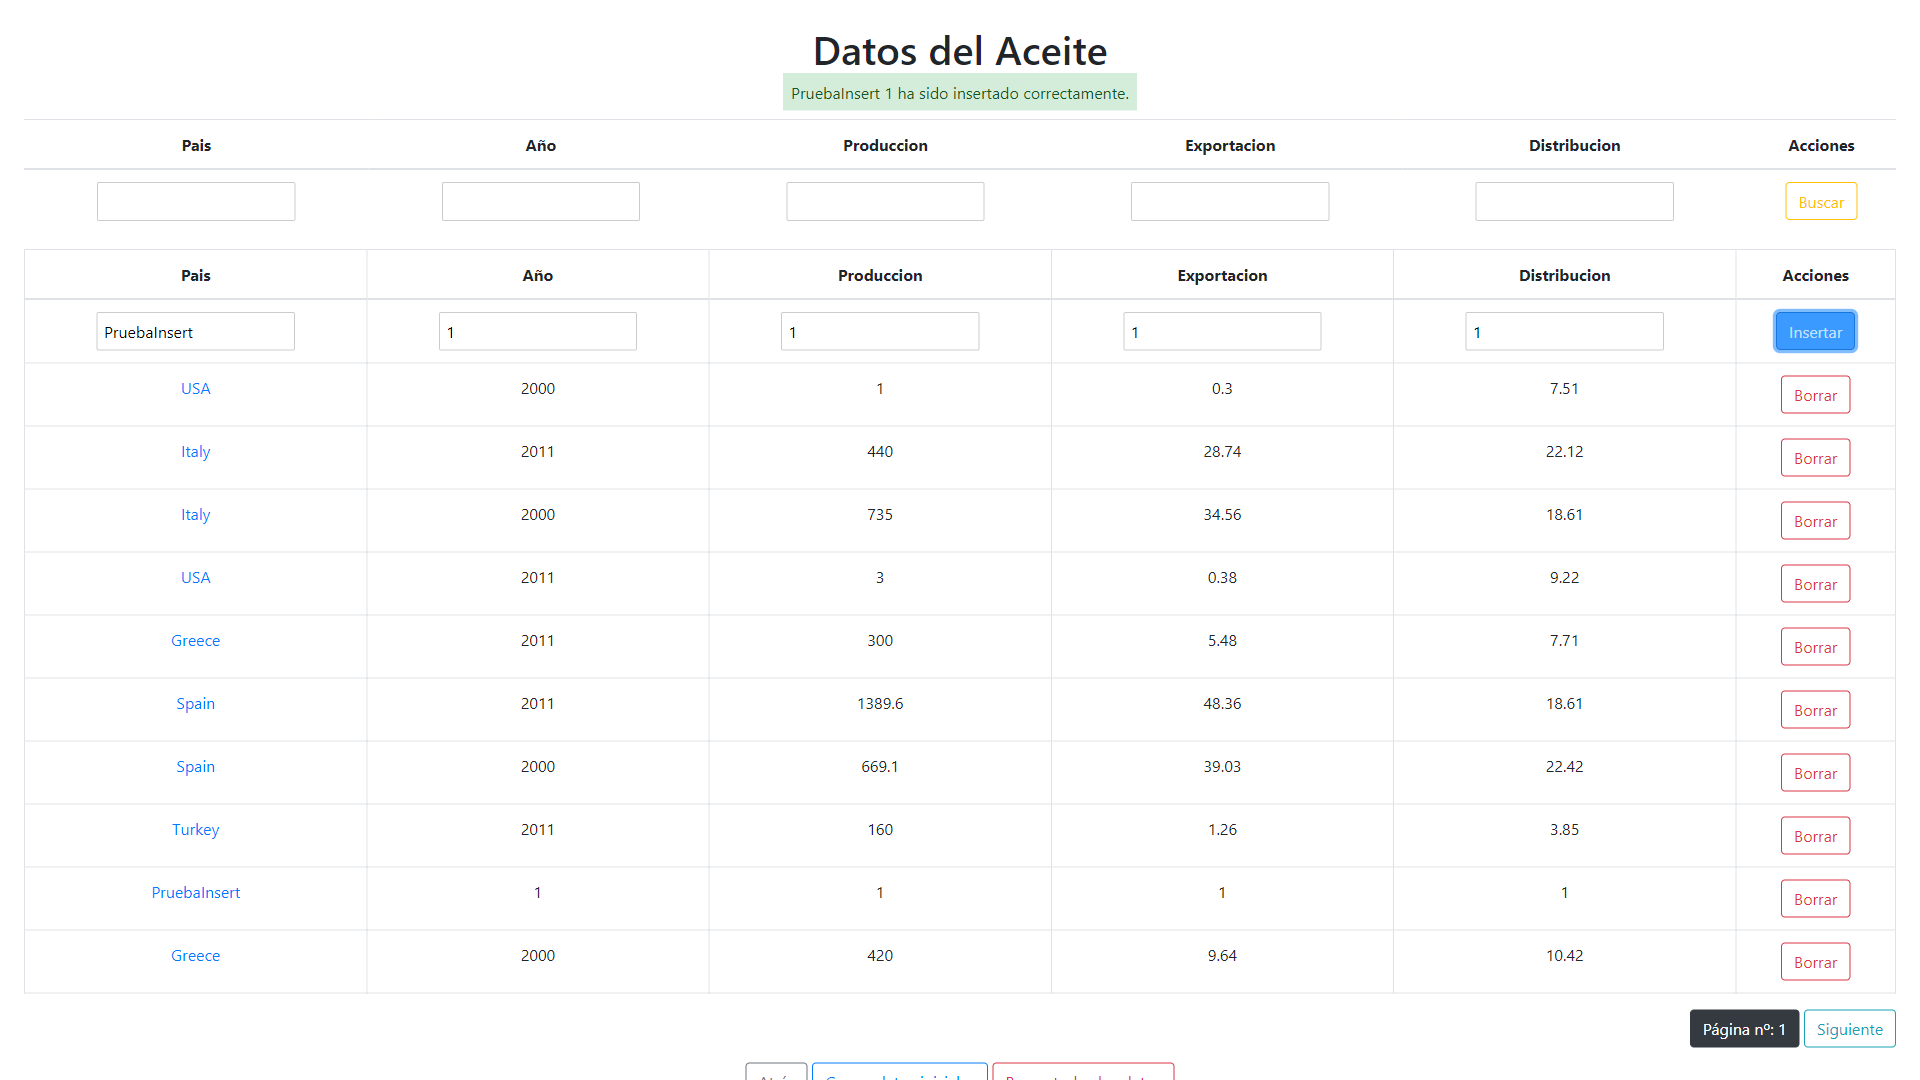 Datos del Aceite
PruebaInsert 1 ha sido insertado correctamente.
Pais Año Produccion Exportacion Distribucion Acciones
Buscar
Pais Año Produccion Exportacion Distribucion Acciones
PruebaInsert 1 1 1 1 Insertar
USA 2000 1 0.3 7.51 Borrar
Italy 2011 440 28.74 22.12 Borrar
Italy 2000 735 34.56 18.61 Borrar
USA 2011 3 0.38 9.22 Borrar
Greece 2011 300 5.48 7.71 Borrar
Spain 2011 1389.6 48.36 18.61 Borrar
Spain 2000 669.1 39.03 22.42 Borrar
Turkey 2011 160 1.26 3.85 Borrar
PruebaInsert 1 1 1 1 Borrar
Greece 2000 420 9.64 10.42 Borrar
Página nº: 1 Siguiente